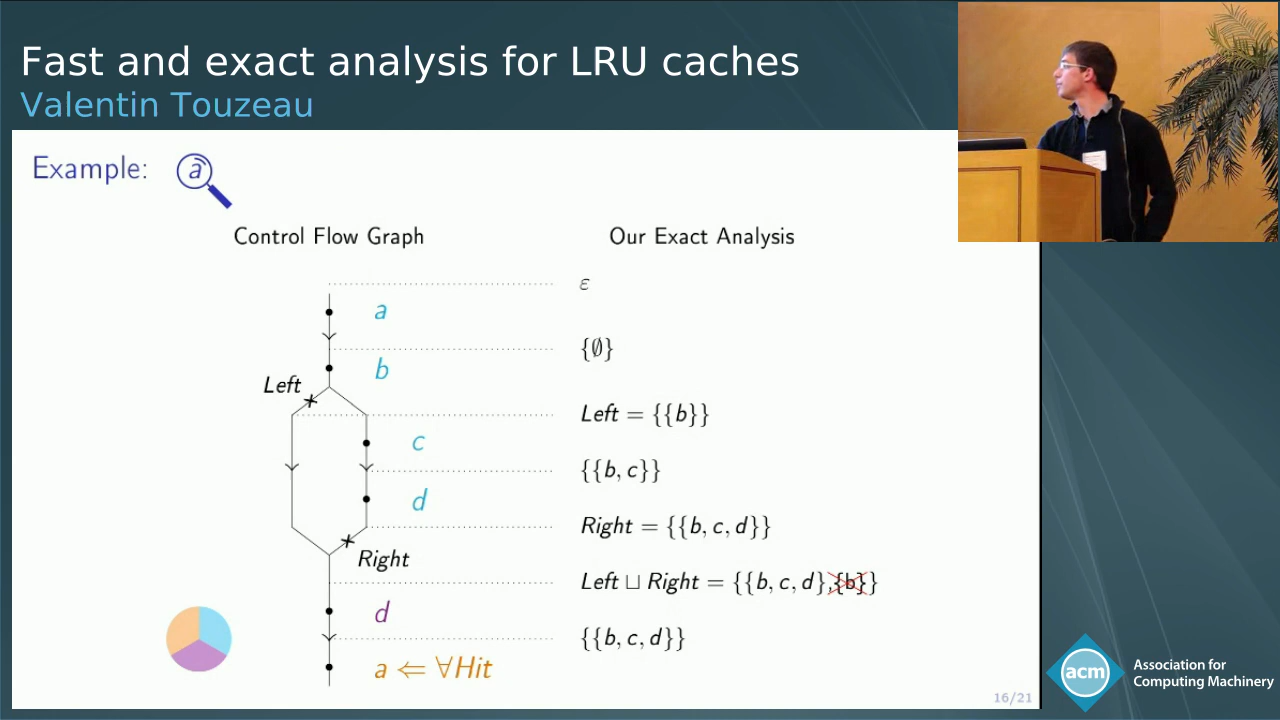 Fast and exact analysis for LRU caches
Valentin Touzeau
Example: a
Control Flow Graph
Our Exact Analysis
ε
a
{∅}
b
Left
Left = {{b}}
c
{{b, c}}
d
Right = {{b, c, d}}
Right
Left ⊔ Right = {{b, c, d},{b}}
d
{{b, c, d}}
a ⇐ ∀Hit
16/21
acm
Association for
Computing Machinery